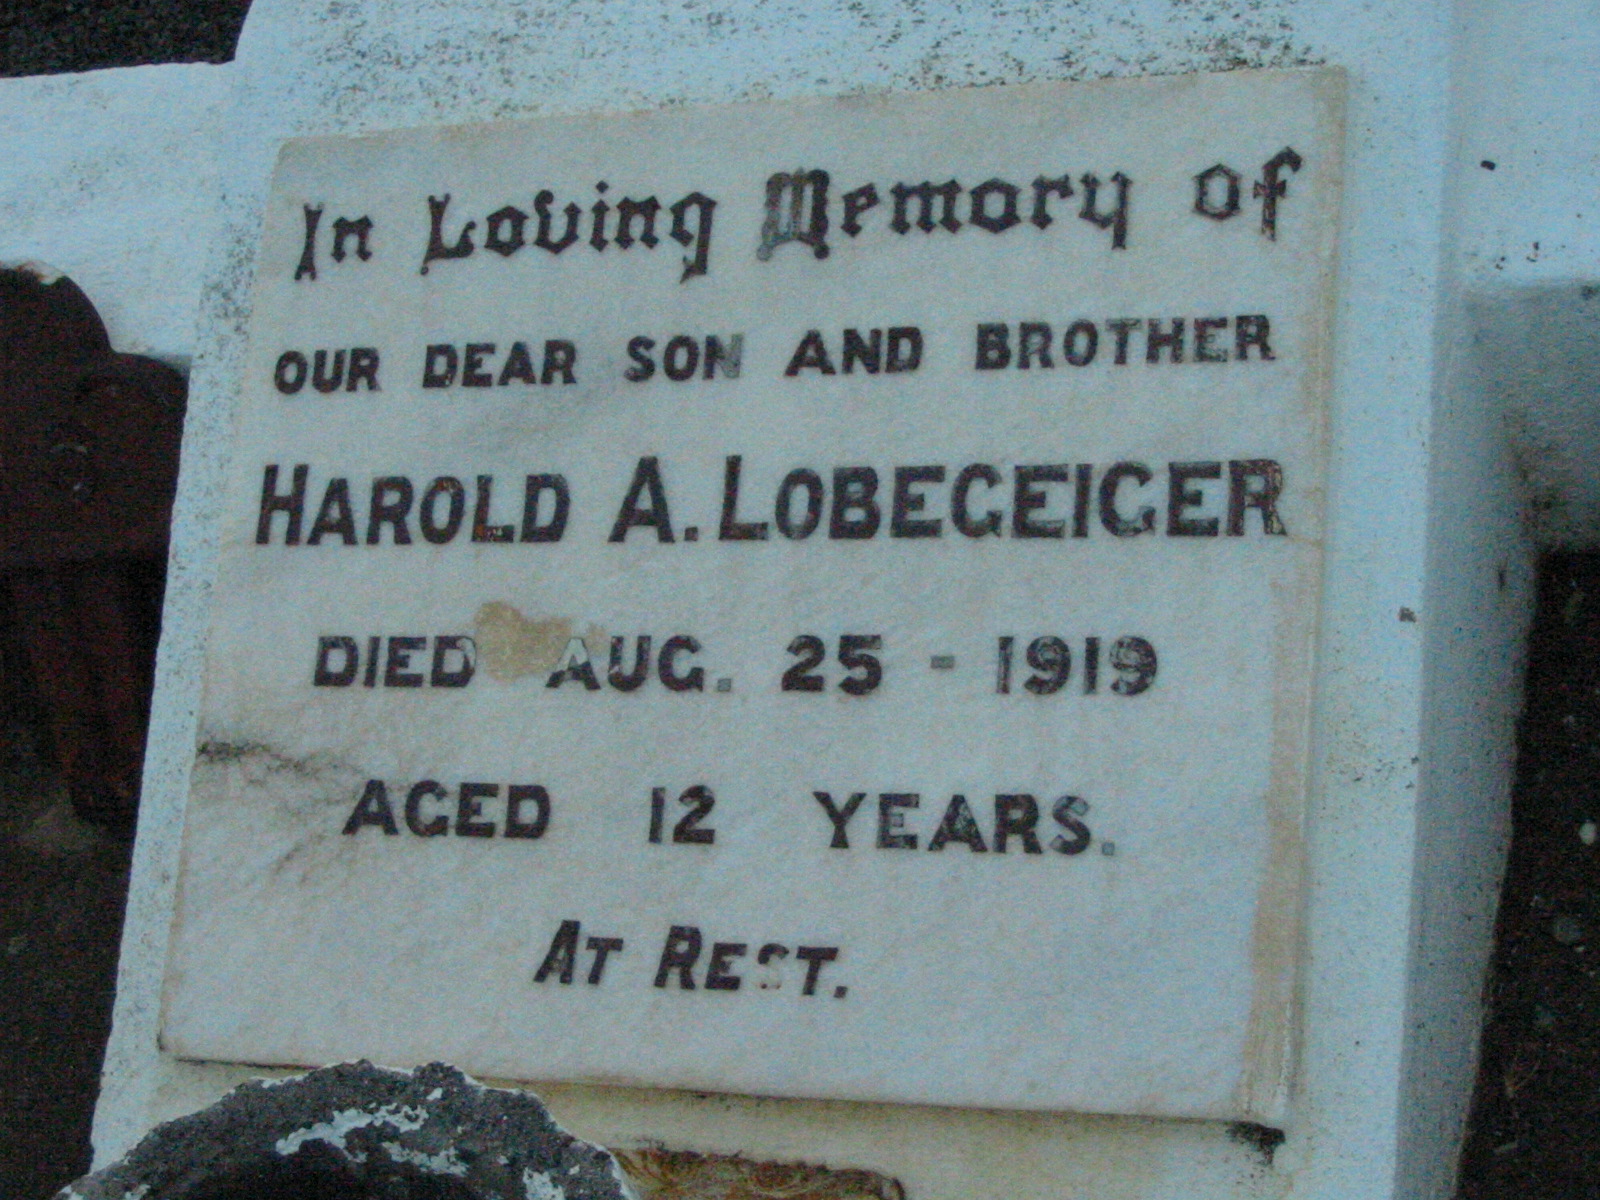 In Loving Memory of
OUR DEAR SON AND BROTHER
HAROLD A. LOBEGEIGER
DIED AUG. 25 - 1919
AGED 12 YEARS.
AT REST.